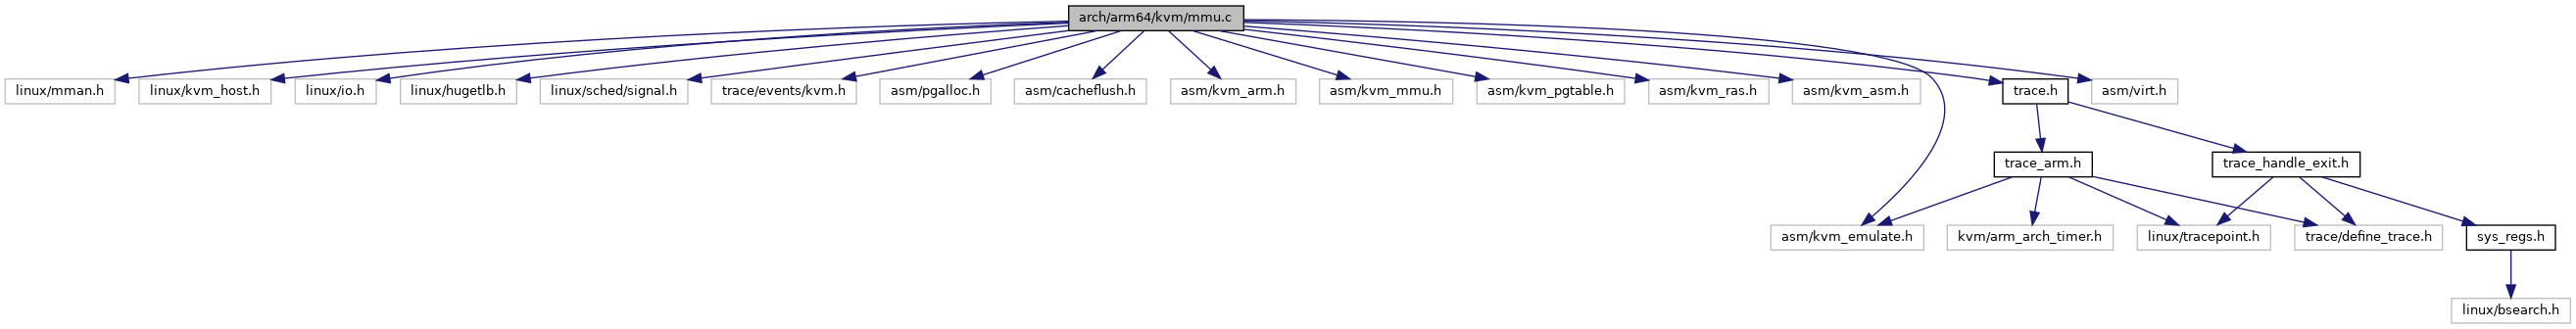 arch/arm64/kvm/mmu.c
linux/mman.h
linux/kvm_host.h
linux/io.h
linux/hugetlb.h
linux/sched/signal.h
trace/events/kvm.h
asm/pgalloc.h
asm/cacheflush.h
asm/kvm_arm.h
asm/kvm_mmu.h
asm/kvm_pgtable.h
asm/kvm_ras.h
asm/kvm_asm.h
trace.h
asm/virt.h
trace_arm.h
trace_handle_exit.h
asm/kvm_emulate.h
kvm/arm_arch_timer.h
linux/tracepoint.h
trace/define_trace.h
sys_regs.h
linux/bsearch.h